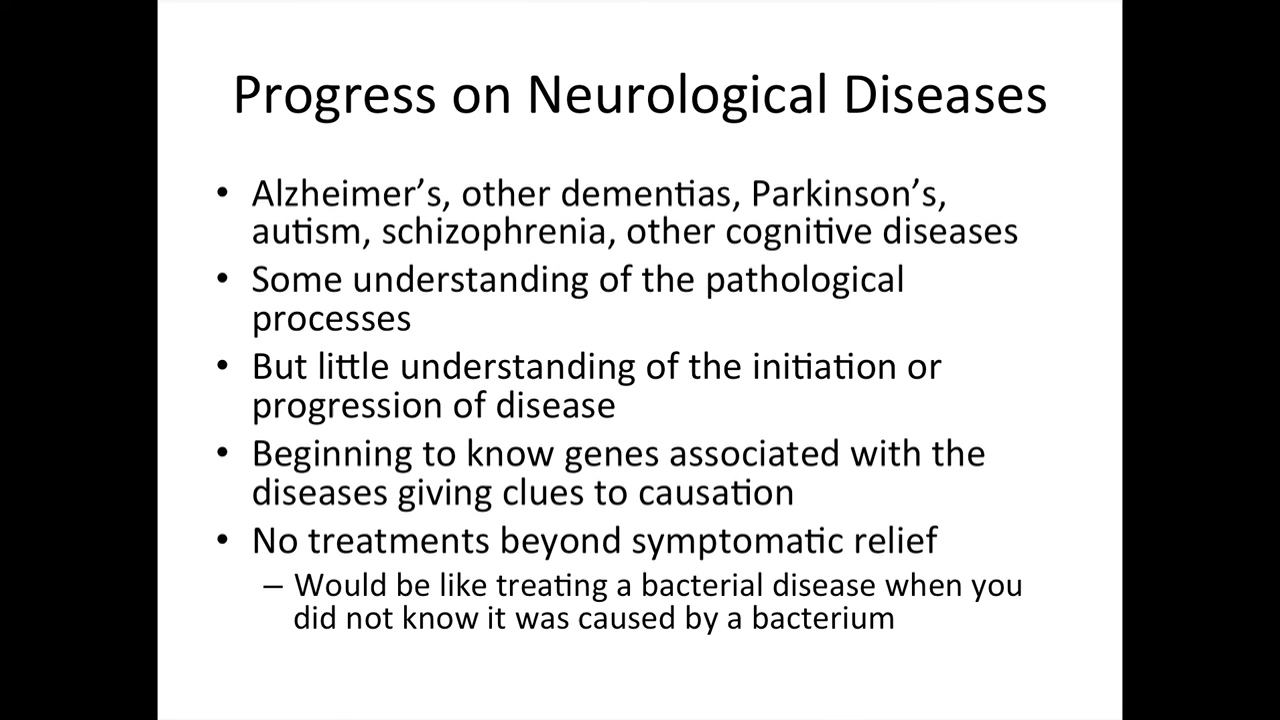 Progress on Neurological Diseases
• Alzheimer’s, other dementias, Parkinson’s,
autism, schizophrenia, other cognitive diseases
• Some understanding of the pathological
processes
• But little understanding of the initiation or
progression of disease
• Beginning to know genes associated with the
diseases giving clues to causation
• No treatments beyond symptomatic relief
– Would be like treating a bacterial disease when you
did not know it was caused by a bacterium